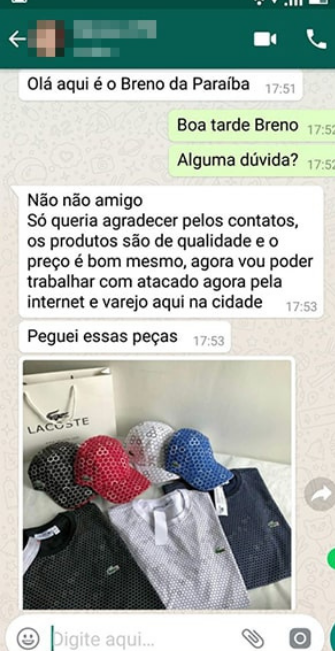 Olá aqui é o Breno da Paraíba 17:51
Boa tarde Breno 17:52
Alguma dúvida? 17:52
Não não amigo
Só queria agradecer pelos contatos,
os produtos são de qualidade e o
preço é bom mesmo, agora vou poder
trabalhar com atacado agora pela
internet e varejo aqui na cidade 17:53
Peguei essas peças 17:53
LACOSTE
Digite aqui...